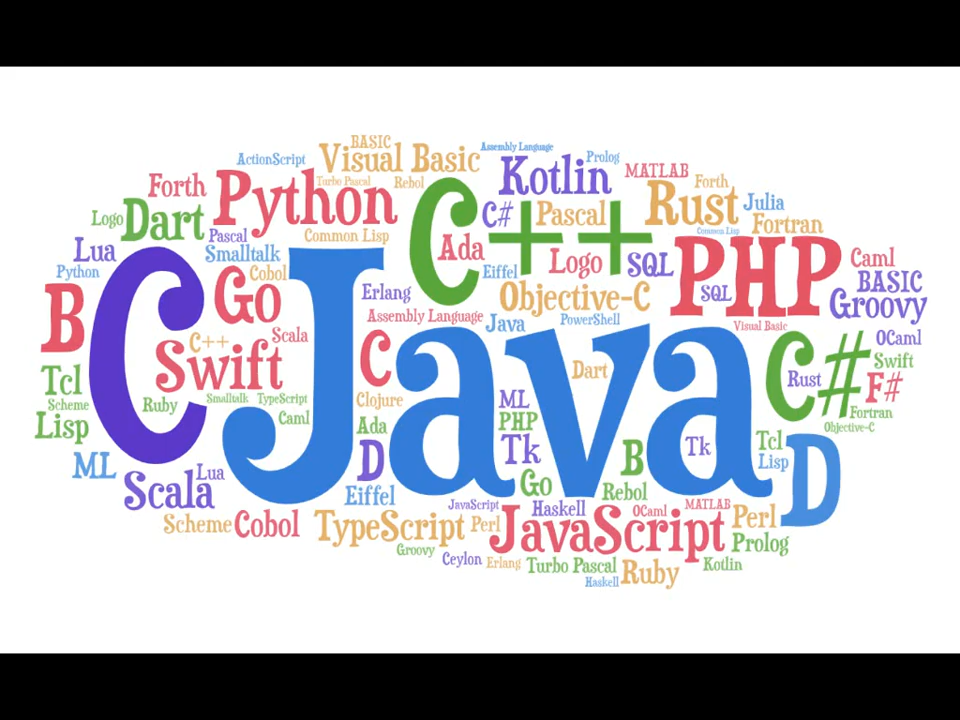 BASIC
ActionScript
Visual Basic
Assembly Language
Prolog
Kotlin
MATLAB
Forth
Turbo Pascal
Rebol
Python
Forth
Rust
Julia
Logo
Dart
C++
C#
Pascal
Fortran
Pascal
Common Lisp
Common Lisp
Lua
Smalltalk
Ada
Logo
SQL
PHP
Caml
Python
Cobol
Eiffel
BASIC
C
Go
Java
Erlang
Objective-C
SQL
Groovy
B
Assembly Language
Java
PowerShell
Visual Basic
Scala
C++
OCaml
Swift
C
C#
Swift
Tcl
Dart
Rust
F#
Scheme
Ruby
Smalltalk
TypeScript
Clojure
ML
Fortran
Lisp
Caml
Ada
PHP
Objective-C
ML
Lua
D
Tk
B
Tk
Tcl
Lisp
D
Scala
Eiffel
Go
Rebol
JavaScript
Haskell
OCaml
MATLAB
Scheme
Cobol
TypeScript
Perl
JavaScript
Perl
Groovy
Prolog
Ceylon
Erlang
Turbo Pascal
Ruby
Kotlin
Haskell